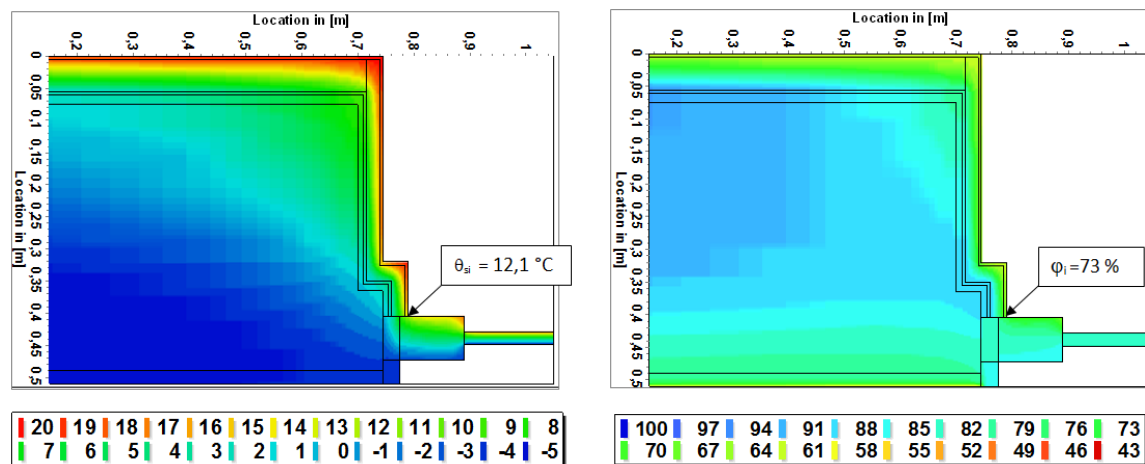 Location in [m]
0,2 0,3 0,4 0,5 0,6 0,7 0,8 0,9 1
Location in [m]
0 0,05 0,1 0,15 0,2 0,25 0,3 0,35 0,4 0,45 0,5
θsi = 12,1 °C
20 19 18 17 16 15 14 13 12 11 10 9 8
7 6 5 4 3 2 1 0 -1 -2 -3 -4 -5
Location in [m]
0,2 0,3 0,4 0,5 0,6 0,7 0,8 0,9 1
Location in [m]
0 0,05 0,1 0,15 0,2 0,25 0,3 0,35 0,4 0,45 0,5
φi =73 %
100 97 94 91 88 85 82 79 76 73
70 67 64 61 58 55 52 49 46 43